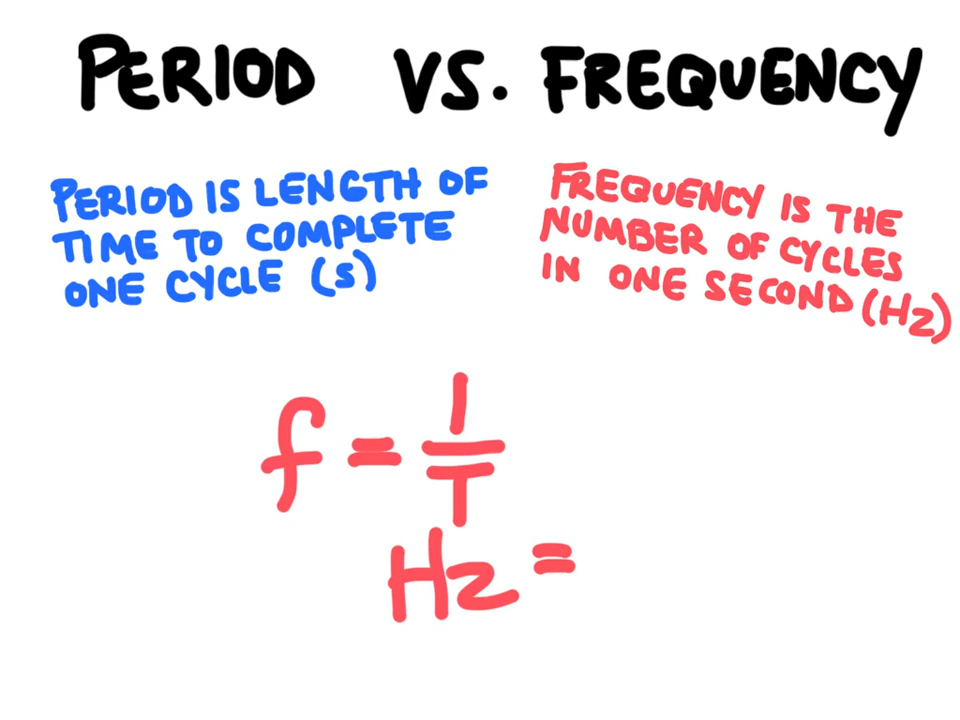 PERIOD VS. FREQUENCY
PERIOD IS LENGTH OF
TIME TO COMPLETE
ONE CYCLE (s)
FREQUENCY IS THE
NUMBER OF CYCLES
IN ONE SECOND (Hz)
f = 1/T
Hz =